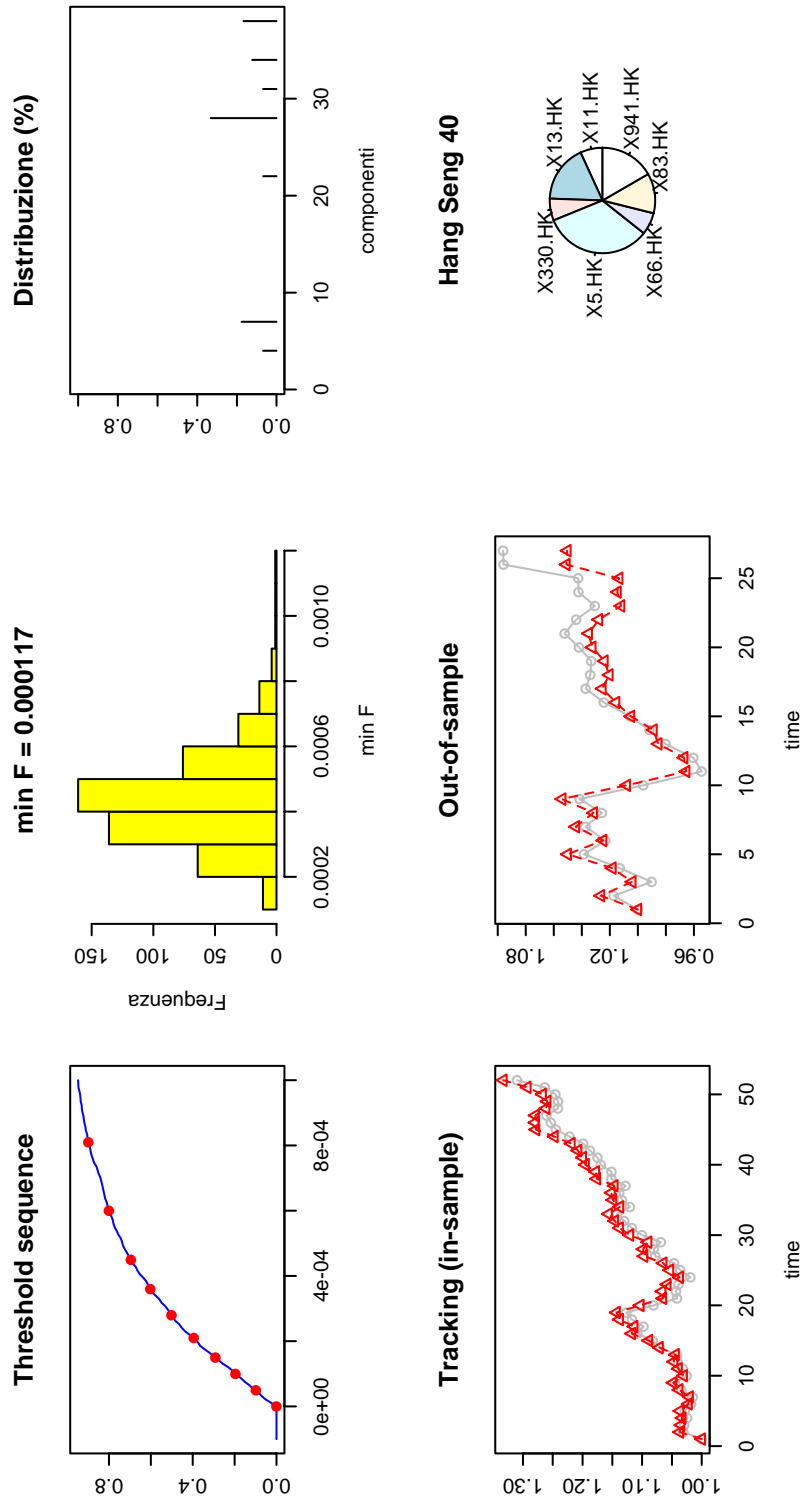 Threshold sequence
0.0 0.4 0.8
0e+00 4e-04 8e-04
min F = 0.000117
Frequenza
0 50 100 150
0.0002 0.0006 0.0010
min F
Distribuzione (%)
0.0 0.4 0.8
0 10 20 30
componenti
Tracking (in-sample)
1.00 1.10 1.20 1.30
0 10 20 30 40 50
time
Out-of-sample
0.96 1.02 1.08
0 5 10 15 20 25
time
Hang Seng 40
X11.HK
X13.HK
X330.HK
X5.HK
X66.HK
X83.HK
X941.HK